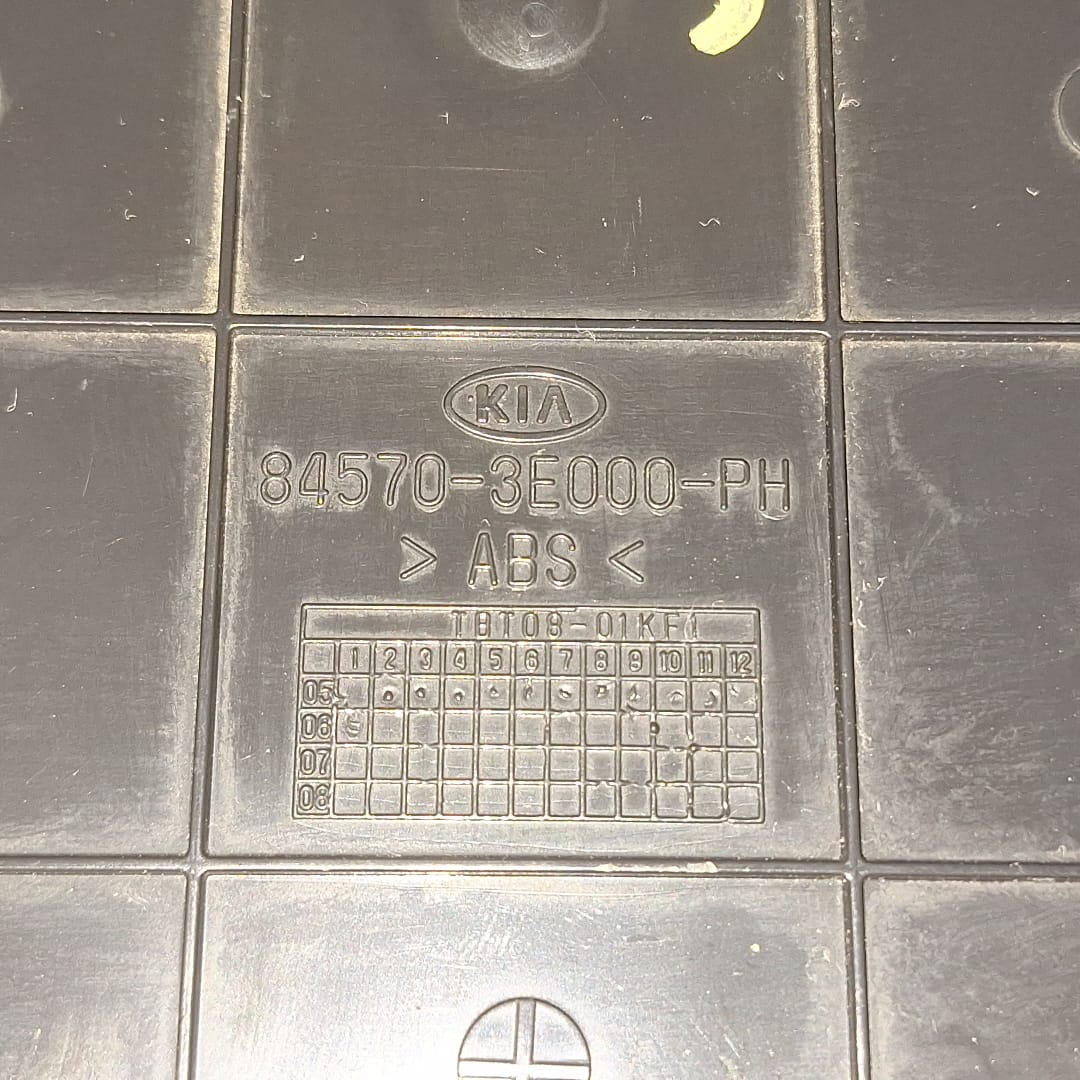 KIA
84570-3E000-PH
> ABS <
TBT08-01KF1
1 2 3 4 5 6 7 8 9 10 11 12
05
06
07
08